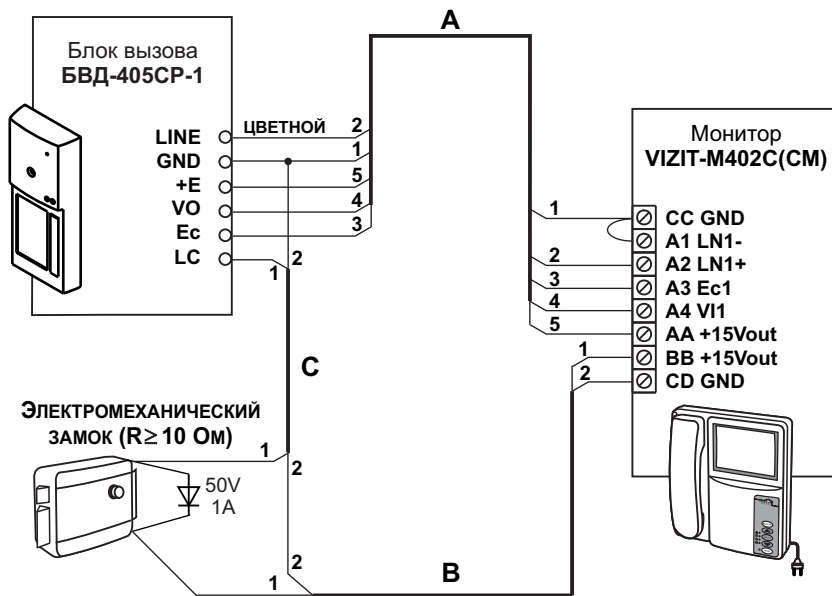 A
Блок вызова
БВД-405CP-1
ЦВЕТНОЙ
LINE
GND
+E
VO
Ec
LC
2
1
5
4
3
1
2
Монитор
VIZIT-M402C(CM)
1
2
3
4
5
1
2
CC GND
A1 LN1-
A2 LN1+
A3 Ec1
A4 VI1
AA +15Vout
BB +15Vout
CD GND
C
ЭЛЕКТРОМЕХАНИЧЕСКИЙ
ЗАМОК (R≥ 10 ОМ)
1
2
50V
1A
2
1
B